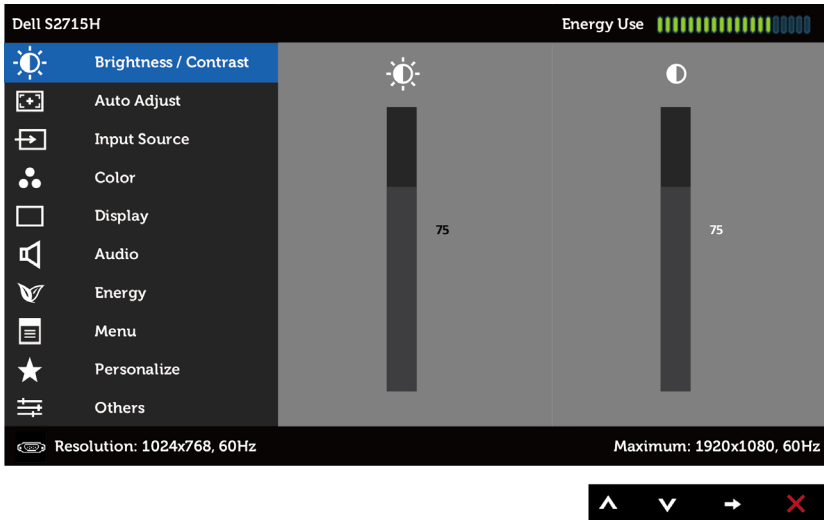 Dell S2715H
Energy Use
Brightness / Contrast
Auto Adjust
Input Source
Color
Display
Audio
Energy
Menu
Personalize
Others
75
75
Resolution: 1024x768, 60Hz
Maximum: 1920x1080, 60Hz